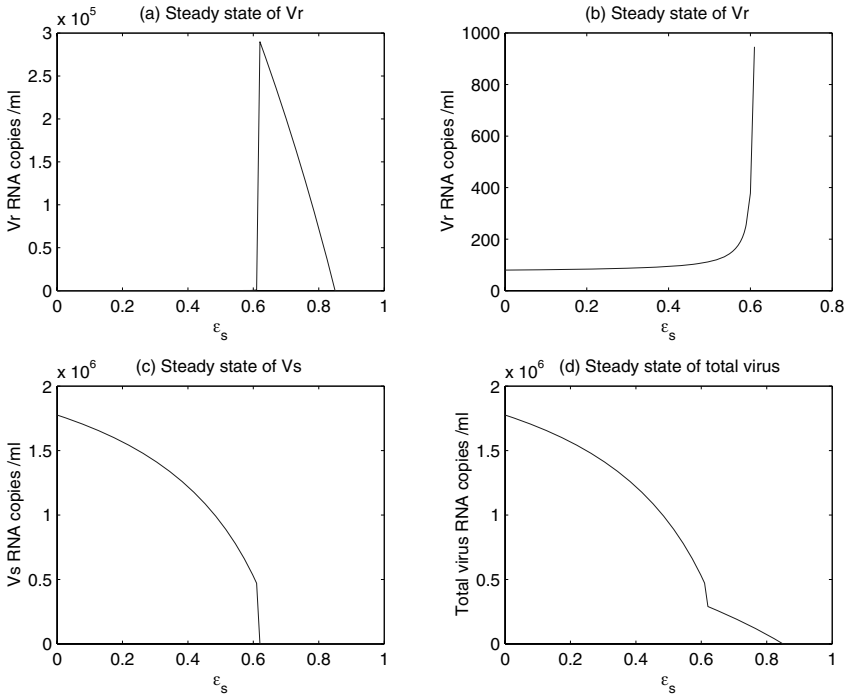 (a) Steady state of Vr
x 10^5
3
2.5
2
1.5
1
0.5
0
Vr RNA copies /ml
0 0.2 0.4 0.6 0.8 1
ε_s
(b) Steady state of Vr
1000
800
600
400
200
0
Vr RNA copies /ml
0 0.2 0.4 0.6 0.8
ε_s
(c) Steady state of Vs
x 10^6
2
1.5
1
0.5
0
Vs RNA copies /ml
0 0.2 0.4 0.6 0.8 1
ε_s
(d) Steady state of total virus
x 10^6
2
1.5
1
0.5
0
Total virus RNA copies /ml
0 0.2 0.4 0.6 0.8 1
ε_s